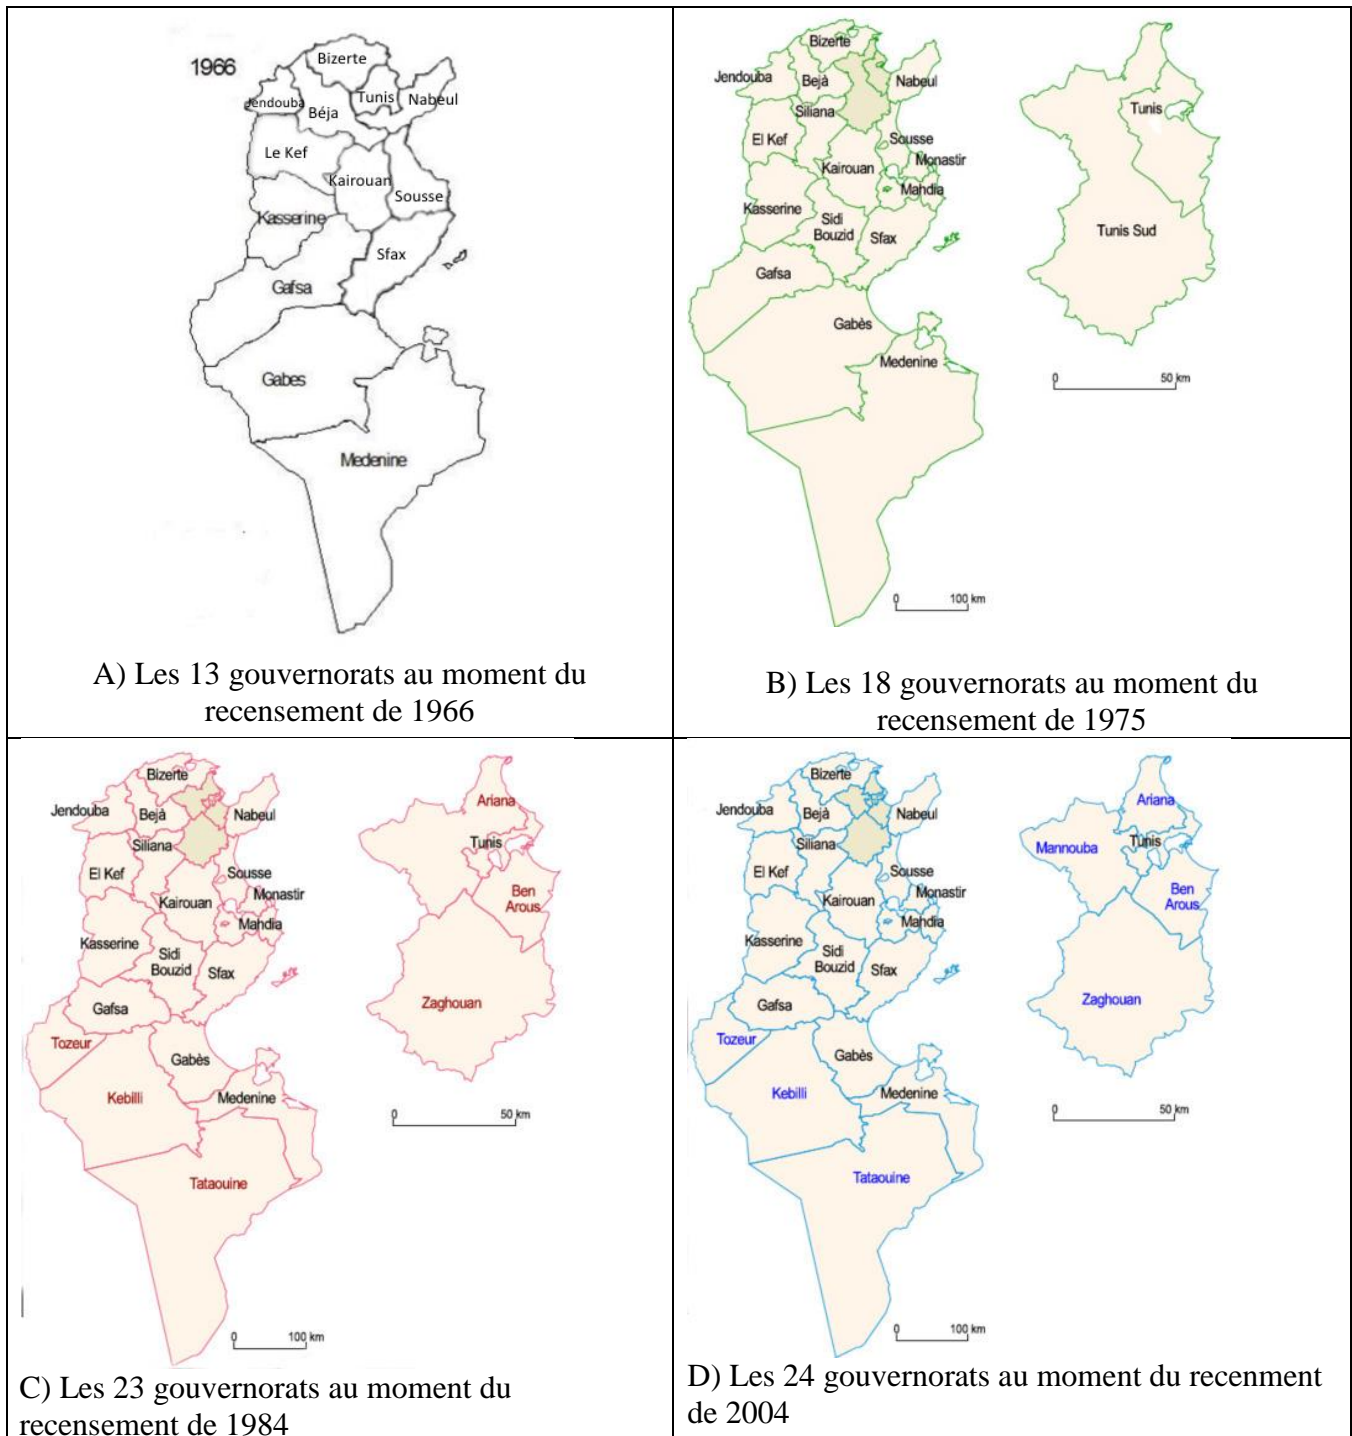 1966
Bizerte
Jendouba
Béja
Tunis
Nabeul
Le Kef
Kairouan
Sousse
Kasserine
Sfax
Gafsa
Gabes
Medenine
A) Les 13 gouvernorats au moment du
recensement de 1966
Bizerte
Jendouba
Bejà
Nabeul
Siliana
El Kef
Sousse
Monastir
Kairouan
Mahdia
Kasserine
Sidi
Bouzid
Sfax
Gafsa
Gabès
Medenine
0 100 km
Tunis
Tunis Sud
0 50 km
B) Les 18 gouvernorats au moment du
recensement de 1975
Bizerte
Jendouba
Bejà
Nabeul
Siliana
El Kef
Sousse
Monastir
Kairouan
Mahdia
Kasserine
Sidi
Bouzid
Sfax
Gafsa
Tozeur
Gabès
Kebilli
Medenine
Tataouine
0 100 km
Ariana
Tunis
Ben
Arous
Zaghouan
0 50 km
C) Les 23 gouvernorats au moment du
recensement de 1984
Bizerte
Jendouba
Bejà
Nabeul
Siliana
El Kef
Sousse
Monastir
Kairouan
Mahdia
Kasserine
Sidi
Bouzid
Sfax
Gafsa
Tozeur
Gabès
Kebilli
Medenine
Tataouine
0 100 km
Ariana
Mannouba
Tunis
Ben
Arous
Zaghouan
0 50 km
D) Les 24 gouvernorats au moment du recenment
de 2004